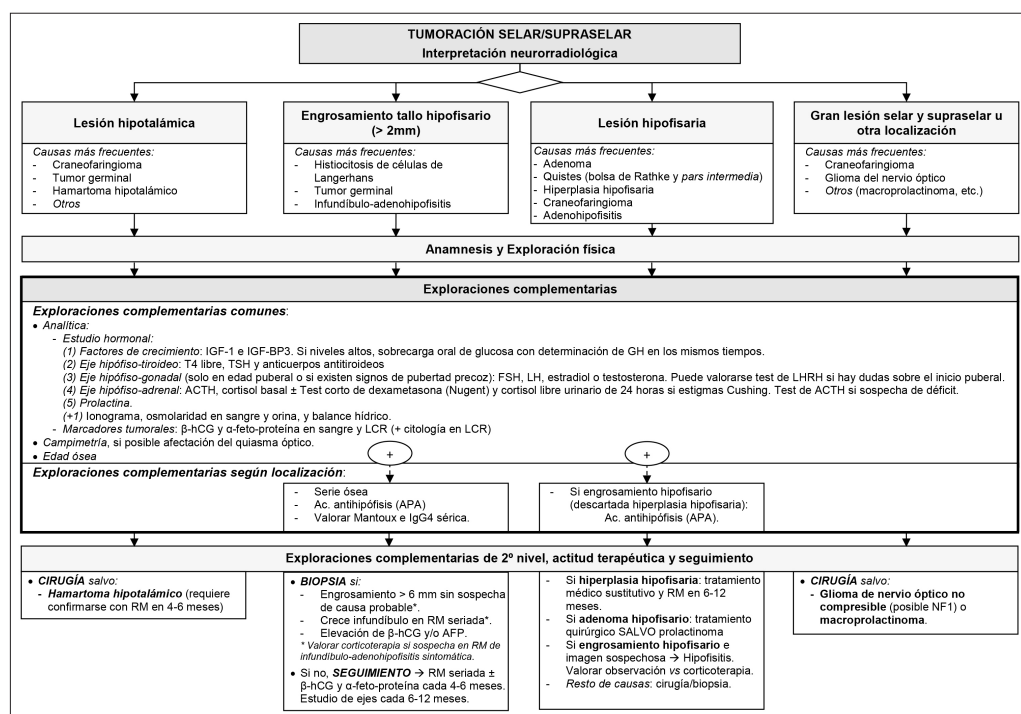 TUMORACIÓN SELAR/SUPRASELAR
Interpretación neurorradiológica
Lesión hipotalámica
Causas más frecuentes:
- Craneofaringioma
- Tumor germinal
- Hamartoma hipotalámico
- Otros
Engrosamiento tallo hipofisario
(> 2mm)
Causas más frecuentes:
- Histiocitosis de células de
Langerhans
- Tumor germinal
- Infundíbulo-adenohipofisitis
Lesión hipofisaria
Causas más frecuentes:
- Adenoma
- Quistes (bolsa de Rathke y pars intermedia)
- Hiperplasia hipofisaria
- Craneofaringioma
- Adenohipofisitis
Gran lesión selar y supraselar u
otra localización
Causas más frecuentes:
- Craneofaringioma
- Glioma del nervio óptico
- Otros (macroprolactinoma, etc.)
Anamnesis y Exploración física
Exploraciones complementarias
Exploraciones complementarias comunes:
• Analítica:
- Estudio hormonal:
(1) Factores de crecimiento: IGF-1 e IGF-BP3. Si niveles altos, sobrecarga oral de glucosa con determinación de GH en los mismos tiempos.
(2) Eje hipófiso-tiroideo: T4 libre, TSH y anticuerpos antitiroideos
(3) Eje hipófiso-gonadal (solo en edad puberal o si existen signos de pubertad precoz): FSH, LH, estradiol o testosterona. Puede valorarse test de LHRH si hay dudas sobre el inicio puberal.
(4) Eje hipófiso-adrenal: ACTH, cortisol basal ± Test corto de dexametasona (Nugent) y cortisol libre urinario de 24 horas si estigmas Cushing. Test de ACTH si sospecha de déficit.
(5) Prolactina.
(+1) Ionograma, osmolaridad en sangre y orina, y balance hídrico.
- Marcadores tumorales: β-hCG y α-feto-proteína en sangre y LCR (+ citología en LCR)
• Campimetría, si posible afectación del quiasma óptico.
• Edad ósea
+
+
Exploraciones complementarias según localización:
- Serie ósea
- Ac. antihipófisis (APA)
- Valorar Mantoux e IgG4 sérica.
- Si engrosamiento hipofisario
(descartada hiperplasia hipofisaria):
Ac. antihipófisis (APA).
Exploraciones complementarias de 2º nivel, actitud terapéutica y seguimiento
• CIRUGÍA salvo:
- Hamartoma hipotalámico (requiere
confirmarse con RM en 4-6 meses)
• BIOPSIA si:
- Engrosamiento > 6 mm sin sospecha
de causa probable*.
- Crece infundíbulo en RM seriada*.
- Elevación de β-hCG y/o AFP.
* Valorar corticoterapia si sospecha en RM de
infundíbulo-adenohipofisitis sintomática.
• Si no, SEGUIMIENTO → RM seriada ±
β-hCG y α-feto-proteína cada 4-6 meses.
Estudio de ejes cada 6-12 meses.
- Si hiperplasia hipofisaria: tratamiento
médico sustitutivo y RM en 6-12
meses.
- Si adenoma hipofisario: tratamiento
quirúrgico SALVO prolactinoma
- Si engrosamiento hipofisario e
imagen sospechosa → Hipofisitis.
Valorar observación vs corticoterapia.
- Resto de causas: cirugía/biopsia.
• CIRUGÍA salvo:
- Glioma de nervio óptico no
compresible (posible NF1) o
macroprolactinoma.